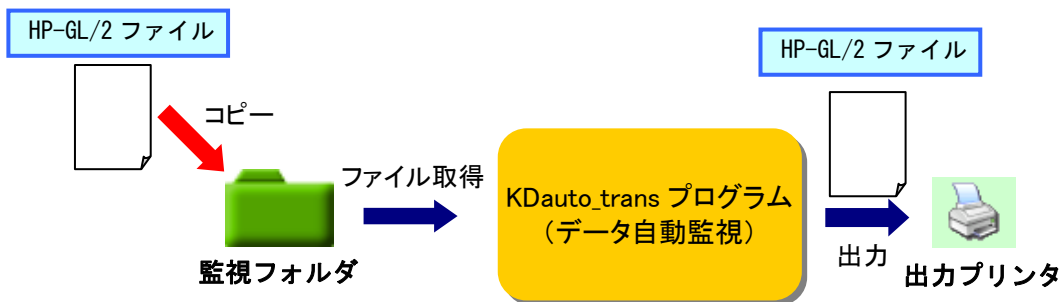 HP-GL/2 ファイル
コピー
監視フォルダ
ファイル取得
KDauto_trans プログラム
（データ自動監視）
HP-GL/2 ファイル
出力
出力プリンタ